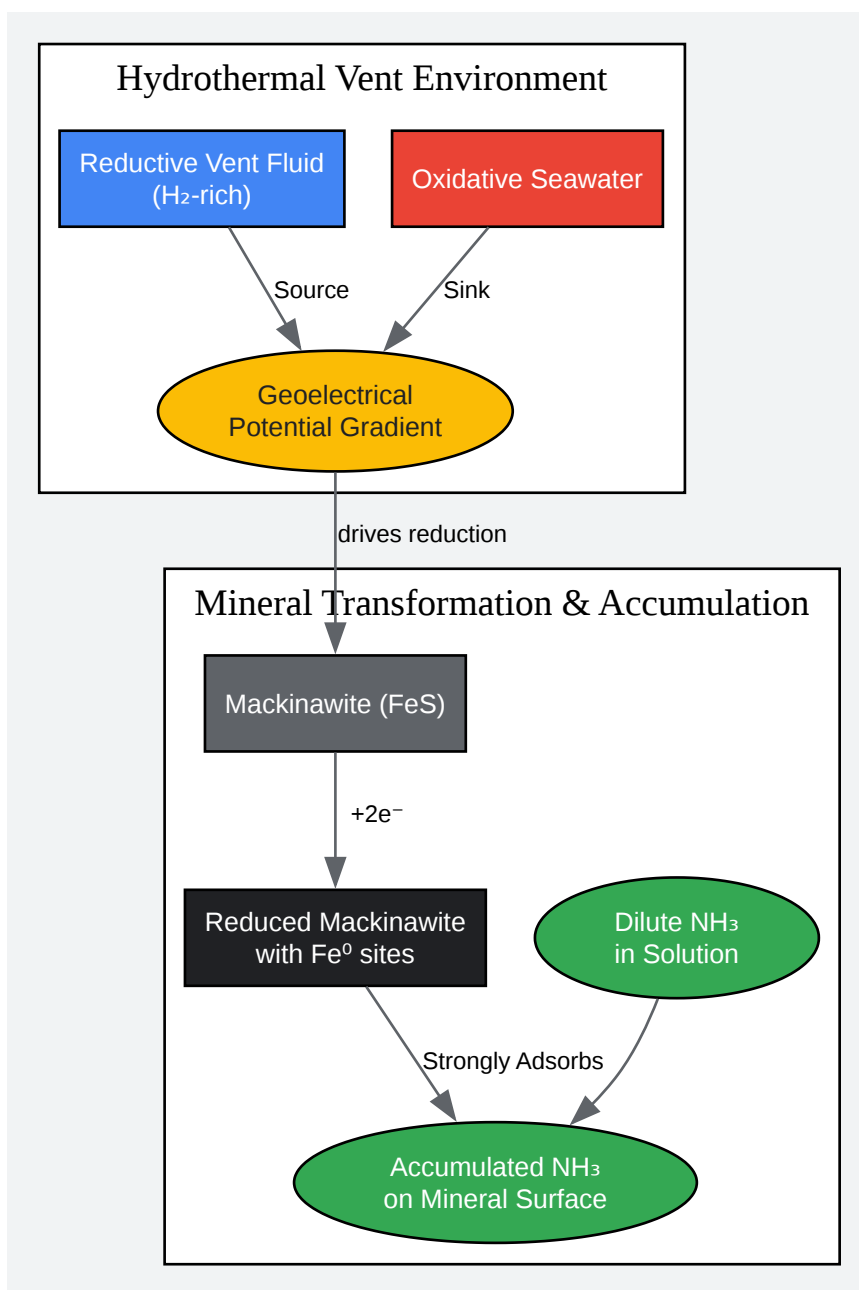 Hydrothermal Vent Environment
Reductive Vent Fluid
(H₂-rich)
Oxidative Seawater
Source
Sink
Geoelectrical
Potential Gradient
drives reduction
Mineral Transformation & Accumulation
Mackinawite (FeS)
+2e⁻
Reduced Mackinawite
with Fe⁰ sites
Dilute NH₃
in Solution
Strongly Adsorbs
Accumulated NH₃
on Mineral Surface